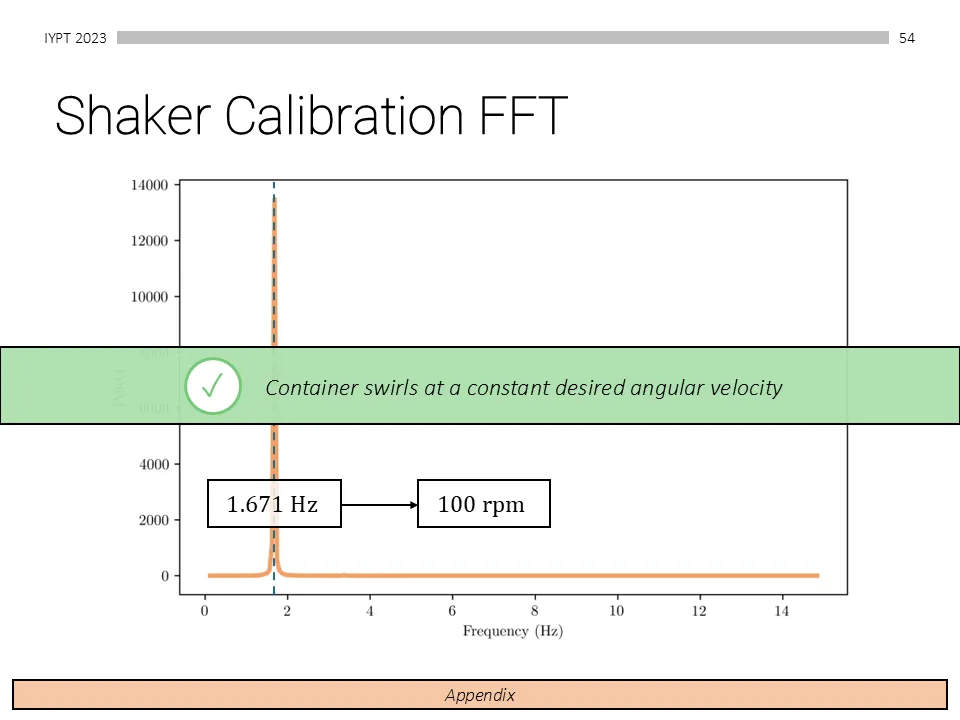 IYPT 2023
54
Shaker Calibration FFT
14000
12000
10000
Container swirls at a constant desired angular velocity
4000
1.671 Hz
100 rpm
2000
0
0 2 4 6 8 10 12 14
Frequency (Hz)
Appendix